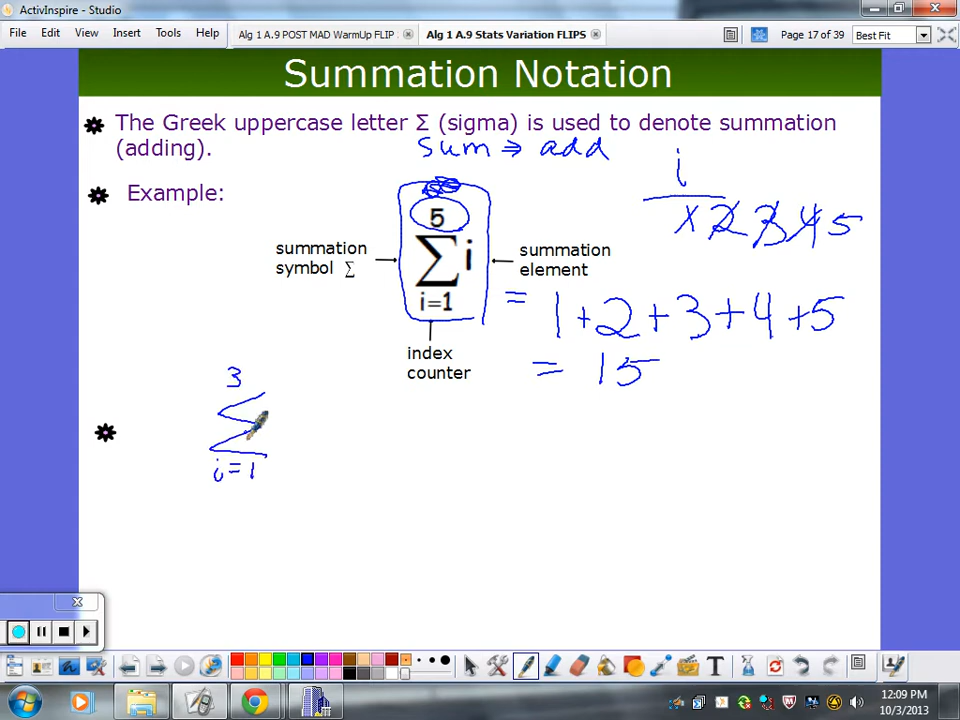 ActivInspire - Studio
File Edit View Insert Tools Help
Alg 1 A.9 POST MAD WarmUp FLIP
Alg 1 A.9 Stats Variation FLIPS
Page 17 of 39
Best Fit
Summation Notation
The Greek uppercase letter Σ (sigma) is used to denote summation
(adding).
sum ⇒ add
Example:
i
1 2 3 4 5
5
∑ i
i=1
summation
symbol ∑
summation
element
index
counter
= 1+2+3+4+5
= 15
3
∑
i=1
12:09 PM
10/3/2013